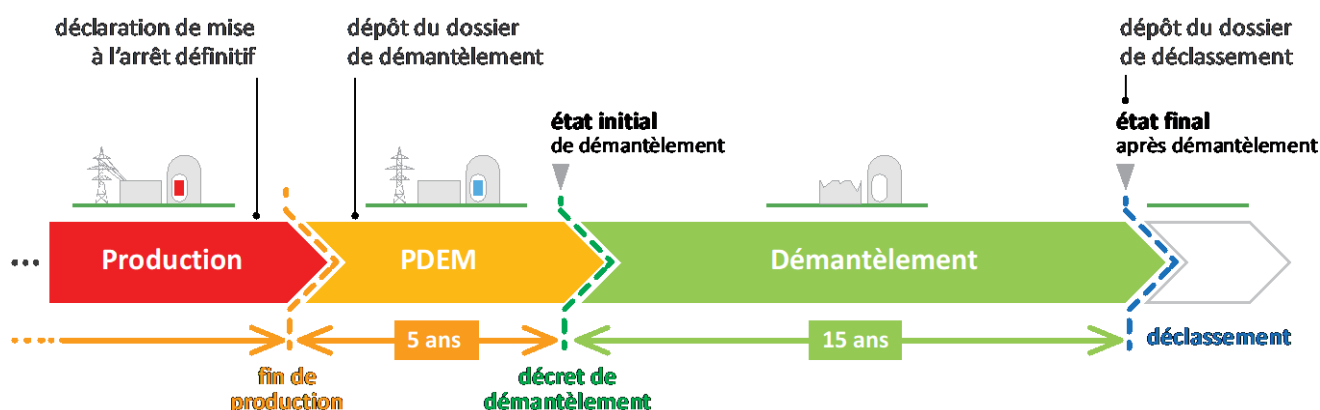 déclaration de mise
à l'arrêt définitif
dépôt du dossier
de démantèlement
dépôt du dossier
de déclassement
état initial
de démantèlement
état final
après démantèlement
...
Production
PDEM
Démantèlement
5 ans
15 ans
déclassement
fin de
production
décret de
démantèlement